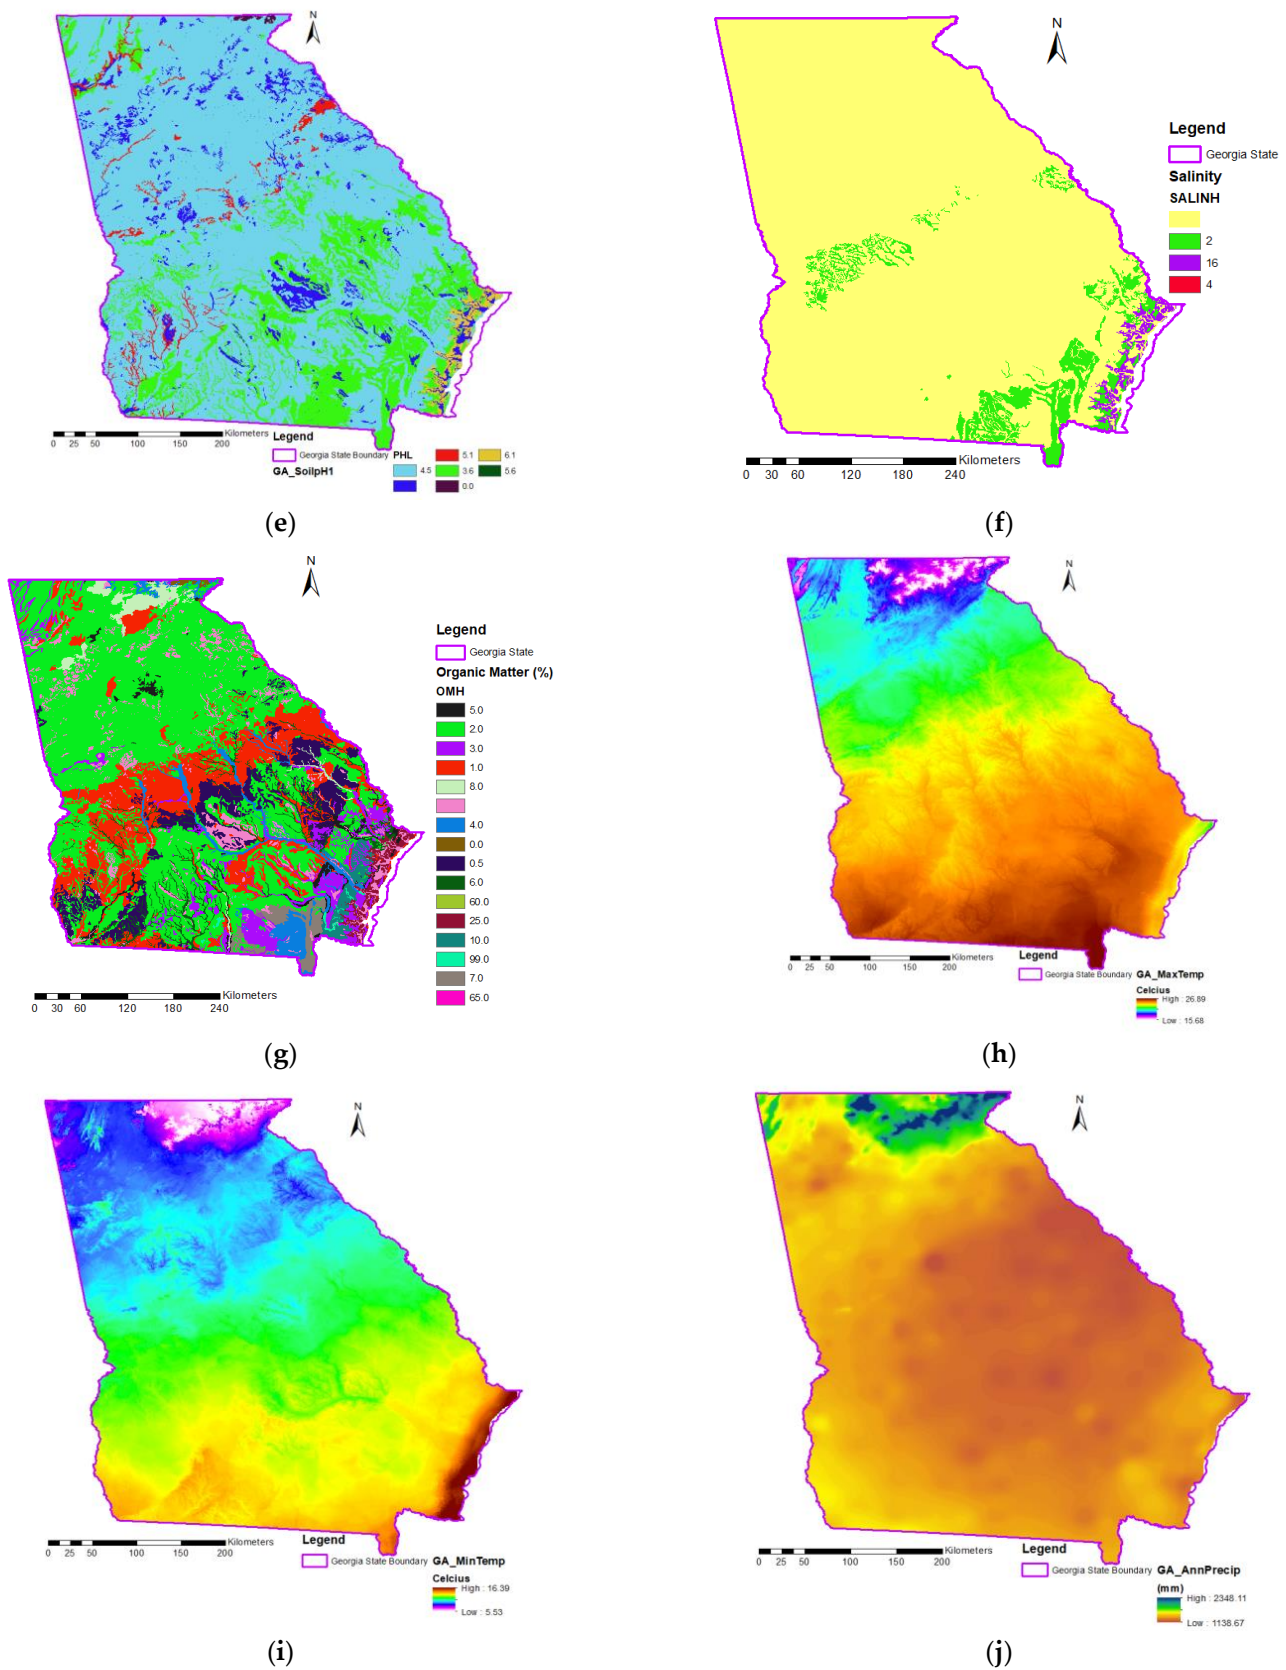 N
0 25 50 100 150 200 Kilometers
Legend
Georgia State Boundary
GA_SoilpH1
PHL
4.5
5.1
3.6
0.0
6.1
5.6
(e)
N
Legend
Georgia State
Salinity
SALINH
2
16
4
Kilometers
0 30 60 120 180 240
(f)
N
Legend
Georgia State
Organic Matter (%)
OMH
5.0
2.0
3.0
1.0
8.0
4.0
0.0
0.5
6.0
60.0
25.0
10.0
99.0
7.0
65.0
Kilometers
0 30 60 120 180 240
(g)
N
Kilometers
0 25 50 100 150 200
Legend
Georgia State Boundary
GA_MaxTemp
Celcius
High : 26.89
Low : 15.68
(h)
N
Kilometers
0 25 50 100 150 200
Legend
Georgia State Boundary
GA_MinTemp
Celcius
High : 16.39
Low : 5.53
(i)
N
Kilometers
0 25 50 100 150 200
Legend
Georgia State Boundary
GA_AnnPrecip
(mm)
High : 2348.11
Low : 1138.67
(j)